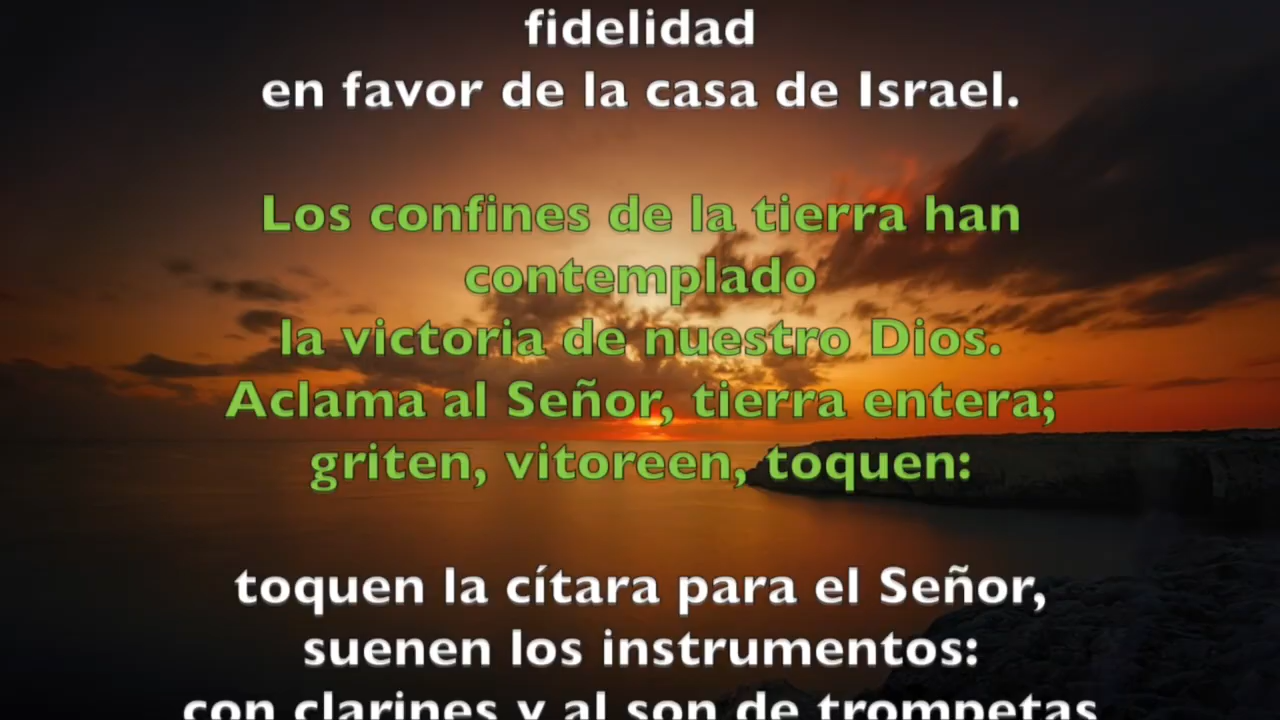 fidelidad
en favor de la casa de Israel.
Los confines de la tierra han
contemplado
la victoria de nuestro Dios.
Aclama al Señor, tierra entera;
griten, vitoreen, toquen:
toquen la cítara para el Señor,
suenen los instrumentos:
con clarines y al son de trompetas